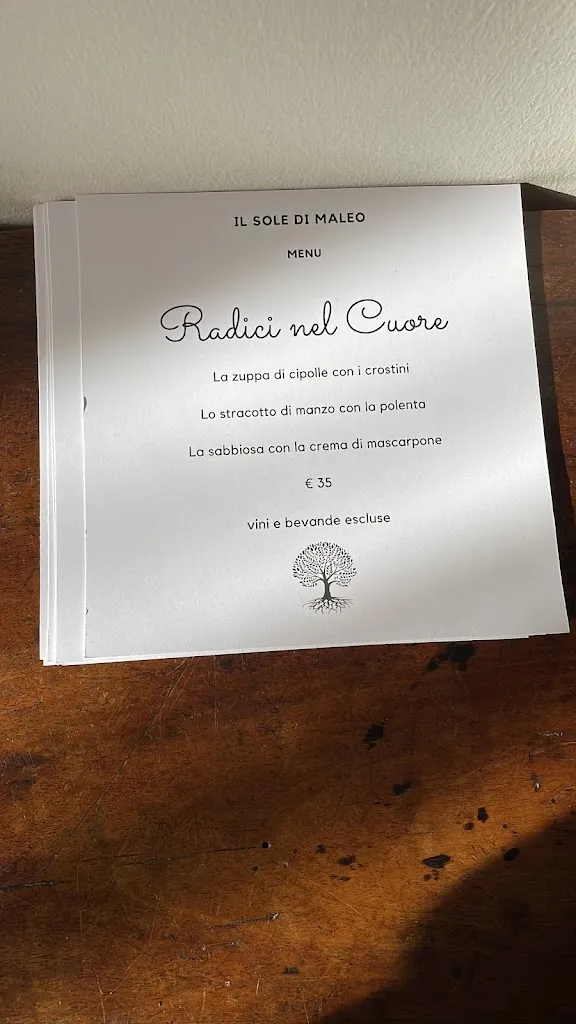 IL SOLE DI MALEO
MENU
Radici nel Cuore
La zuppa di cipolle con i crostini
Lo stracotto di manzo con la polenta
La sabbiosa con la crema di mascarpone
€ 35
vini e bevande escluse